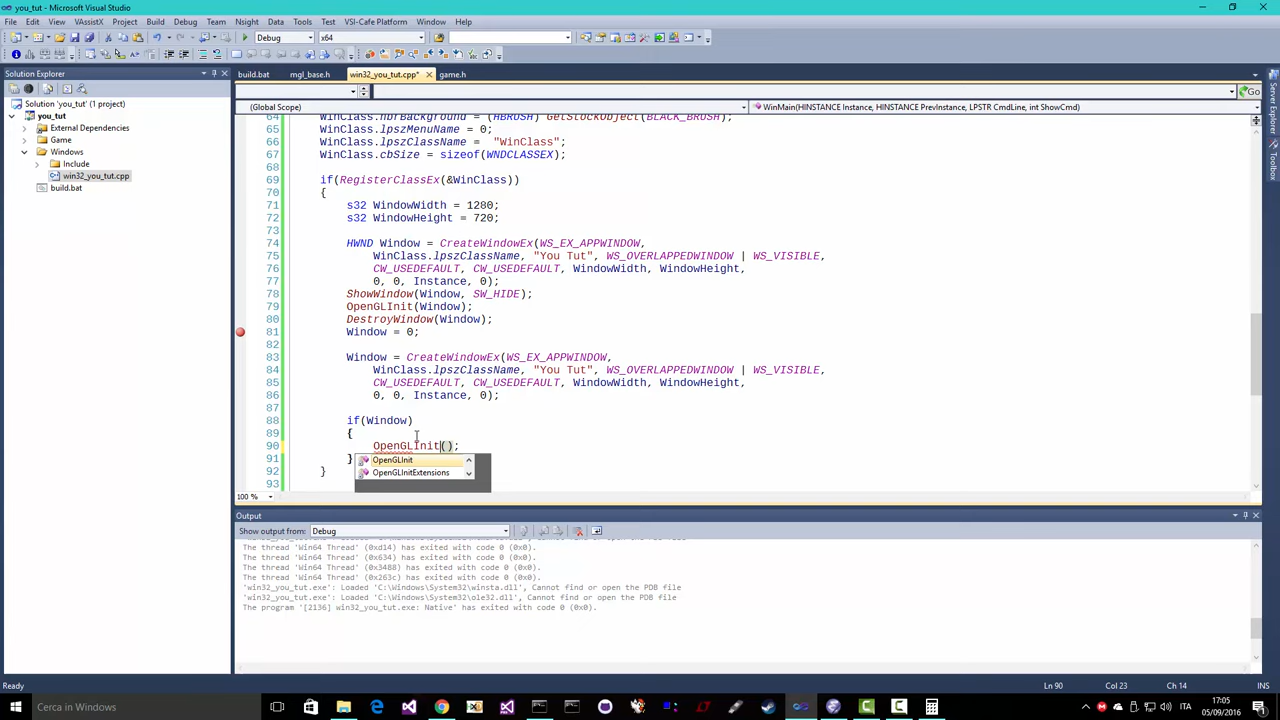 you_tut - Microsoft Visual Studio
File Edit View VAssistX Project Build Debug Team Nsight Data Tools Test VSI-Cafe Platform Window Help
Debug x64
Solution Explorer
build.bat mgl_base.h win32_you_tut.cpp* game.h
Go
Solution 'you_tut' (1 project)
you_tut
External Dependencies
Game
Windows
Include
win32_you_tut.cpp
build.bat
(Global Scope) WinMain(HINSTANCE Instance, HINSTANCE PrevInstance, LPSTR CmdLine, int ShowCmd)
64 WinClass.hbrBackground = (HBRUSH) GetStockObject(BLACK_BRUSH);
65 WinClass.lpszMenuName = 0;
66 WinClass.lpszClassName = "WinClass";
67 WinClass.cbSize = sizeof(WNDCLASSEX);
68
69 if(RegisterClassEx(&WinClass))
70 {
71 s32 WindowWidth = 1280;
72 s32 WindowHeight = 720;
73
74 HWND Window = CreateWindowEx(WS_EX_APPWINDOW,
75 WinClass.lpszClassName, "You Tut", WS_OVERLAPPEDWINDOW | WS_VISIBLE,
76 CW_USEDEFAULT, CW_USEDEFAULT, WindowWidth, WindowHeight,
77 0, 0, Instance, 0);
78 ShowWindow(Window, SW_HIDE);
79 OpenGLInit(Window);
80 DestroyWindow(Window);
81 Window = 0;
82
83 Window = CreateWindowEx(WS_EX_APPWINDOW,
84 WinClass.lpszClassName, "You Tut", WS_OVERLAPPEDWINDOW | WS_VISIBLE,
85 CW_USEDEFAULT, CW_USEDEFAULT, WindowWidth, WindowHeight,
86 0, 0, Instance, 0);
87
88 if(Window)
89 {
90 OpenGLInit();
91 }
OpenGLInit
92 }
OpenGLInitExtensions
93
100 %
Output
Show output from: Debug
The thread 'Win64 Thread' (0xd14) has exited with code 0 (0x0).
The thread 'Win64 Thread' (0x634) has exited with code 0 (0x0).
The thread 'Win64 Thread' (0x3488) has exited with code 0 (0x0).
The thread 'Win64 Thread' (0x263c) has exited with code 0 (0x0).
'win32_you_tut.exe': Loaded 'C:\Windows\System32\winsta.dll', Cannot find or open the PDB file
'win32_you_tut.exe': Loaded 'C:\Windows\System32\ole32.dll', Cannot find or open the PDB file
The program '[2136] win32_you_tut.exe: Native' has exited with code 0 (0x0).
Server Explorer
Toolbox
Ready Ln 90 Col 23 Ch 14 INS
Cerca in Windows
ITA
17:05
05/09/2016